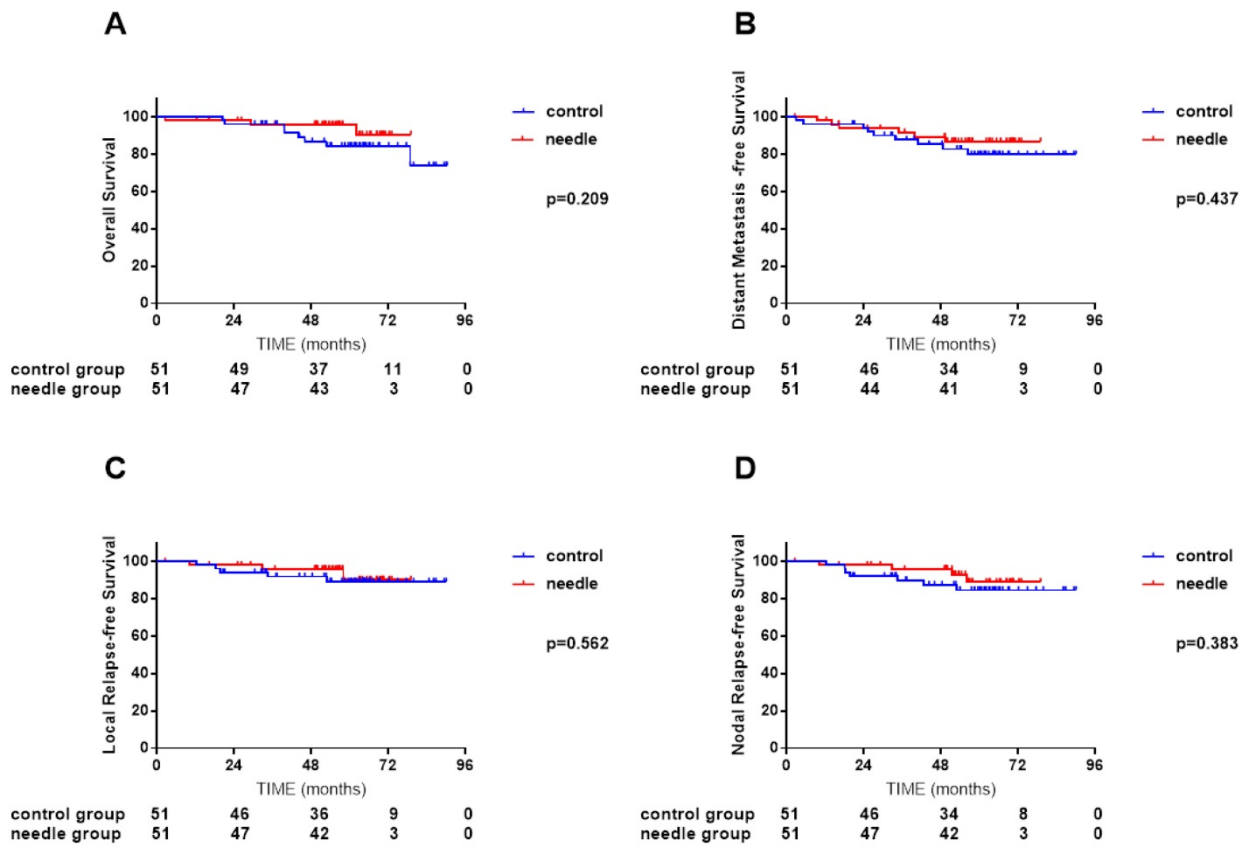 A
Overall Survival
100
80
60
40
20
0
0 24 48 72 96
TIME (months)
control
needle
p=0.209
control group 51 49 37 11 0
needle group 51 47 43 3 0
B
Distant Metastasis -free Survival
100
80
60
40
20
0
0 24 48 72 96
TIME (months)
control
needle
p=0.437
control group 51 46 34 9 0
needle group 51 44 41 3 0
C
Local Relapse-free Survival
100
80
60
40
20
0
0 24 48 72 96
TIME (months)
control
needle
p=0.562
control group 51 46 36 9 0
needle group 51 47 42 3 0
D
Nodal Relapse-free Survival
100
80
60
40
20
0
0 24 48 72 96
TIME (months)
control
needle
p=0.383
control group 51 46 34 8 0
needle group 51 47 42 3 0